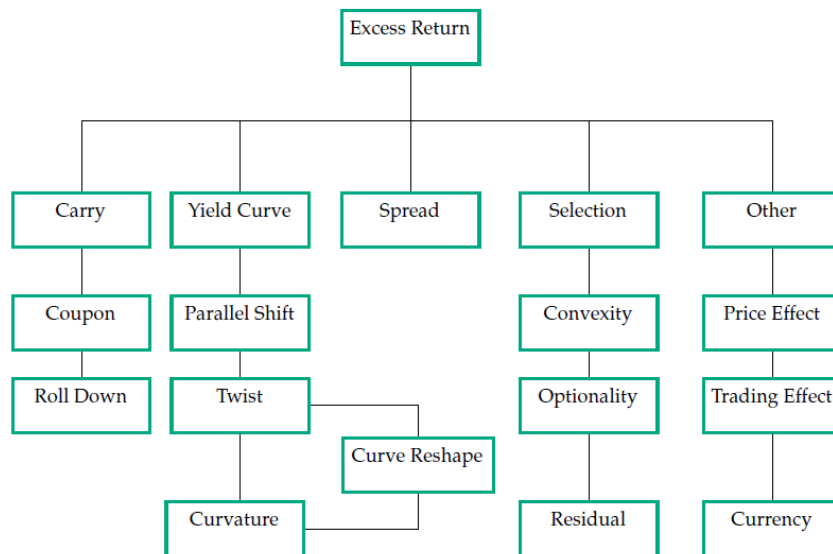 Excess Return
Carry
Yield Curve
Spread
Selection
Other
Coupon
Parallel Shift
Convexity
Price Effect
Roll Down
Twist
Optionality
Trading Effect
Curve Reshape
Curvature
Residual
Currency